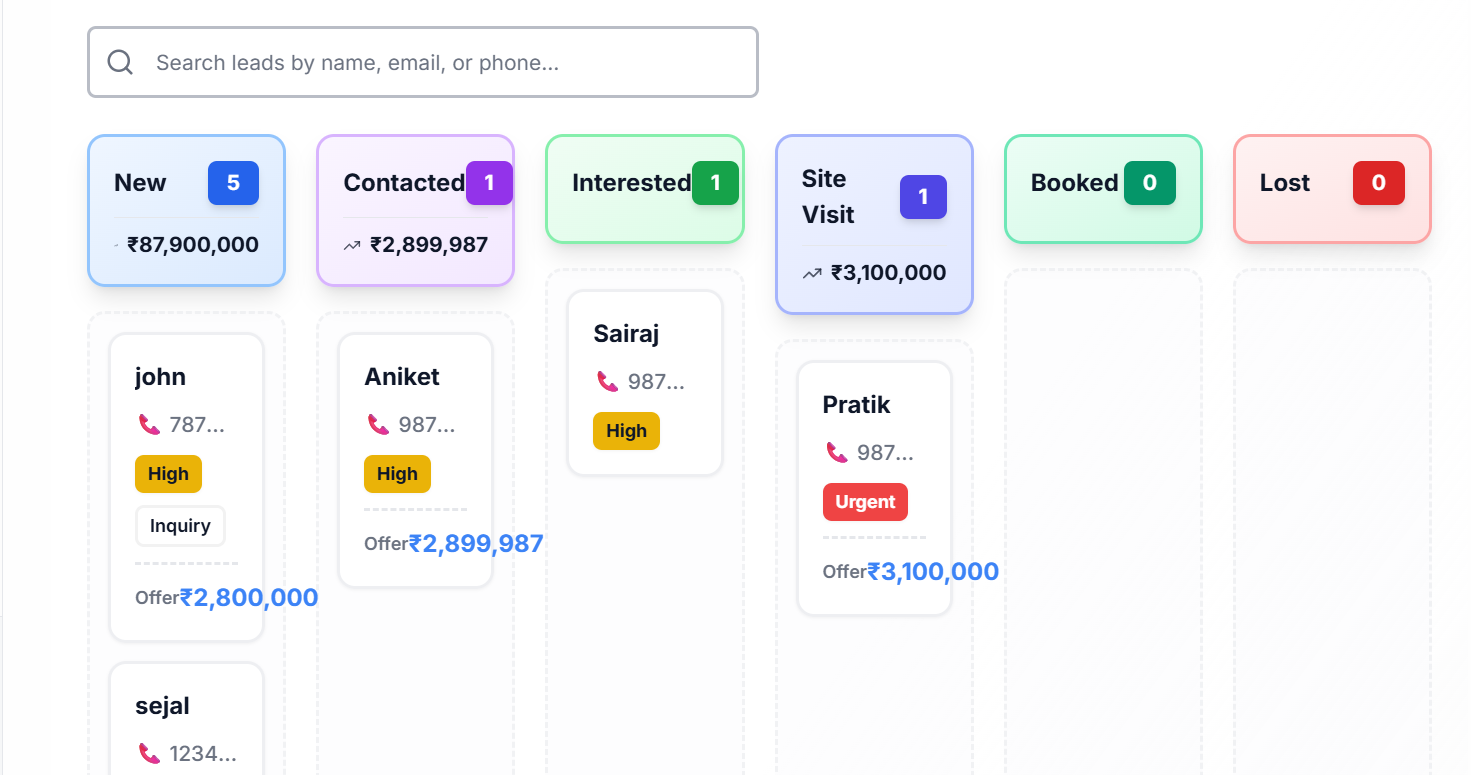 Search leads by name, email, or phone...
New 5
₹87,900,000
john
787...
High
Inquiry
Offer₹2,800,000
sejal
1234...
Contacted 1
₹2,899,987
Aniket
987...
High
Offer₹2,899,987
Interested 1
Sairaj
987...
High
Site
Visit
1
₹3,100,000
Pratik
987...
Urgent
Offer₹3,100,000
Booked 0
Lost 0